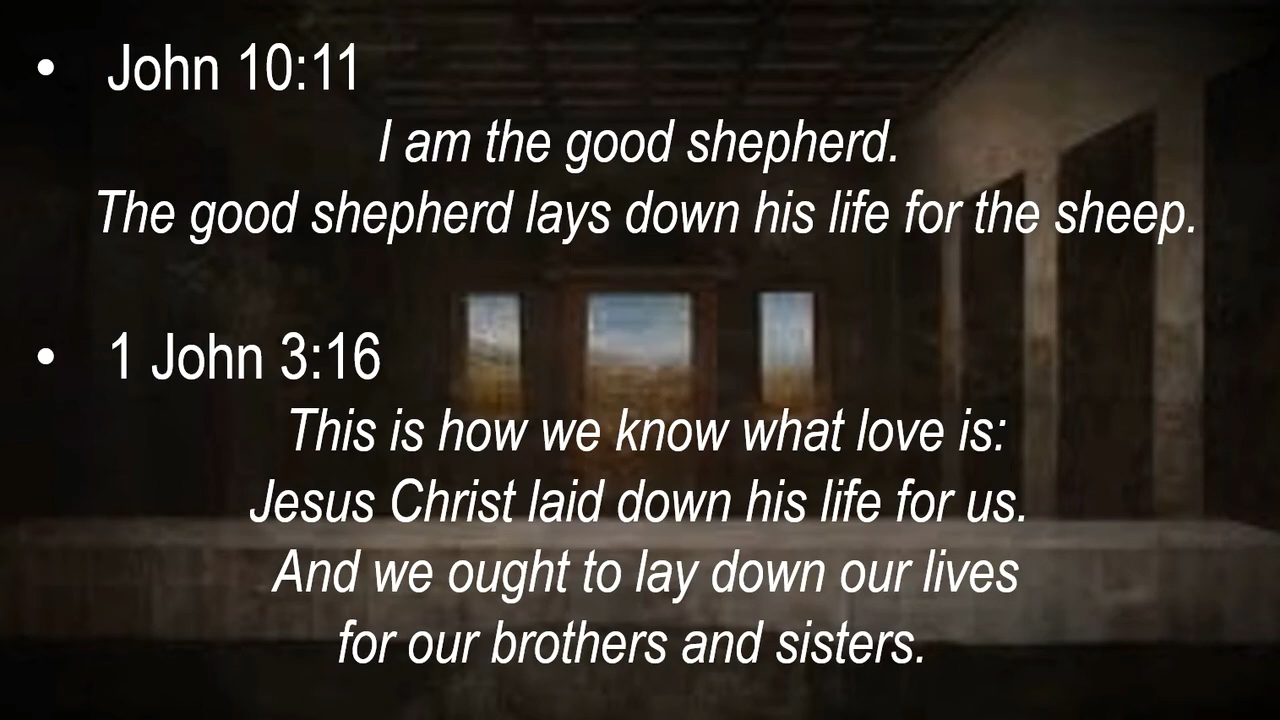 • John 10:11
I am the good shepherd.
The good shepherd lays down his life for the sheep.
• 1 John 3:16
This is how we know what love is:
Jesus Christ laid down his life for us.
And we ought to lay down our lives
for our brothers and sisters.